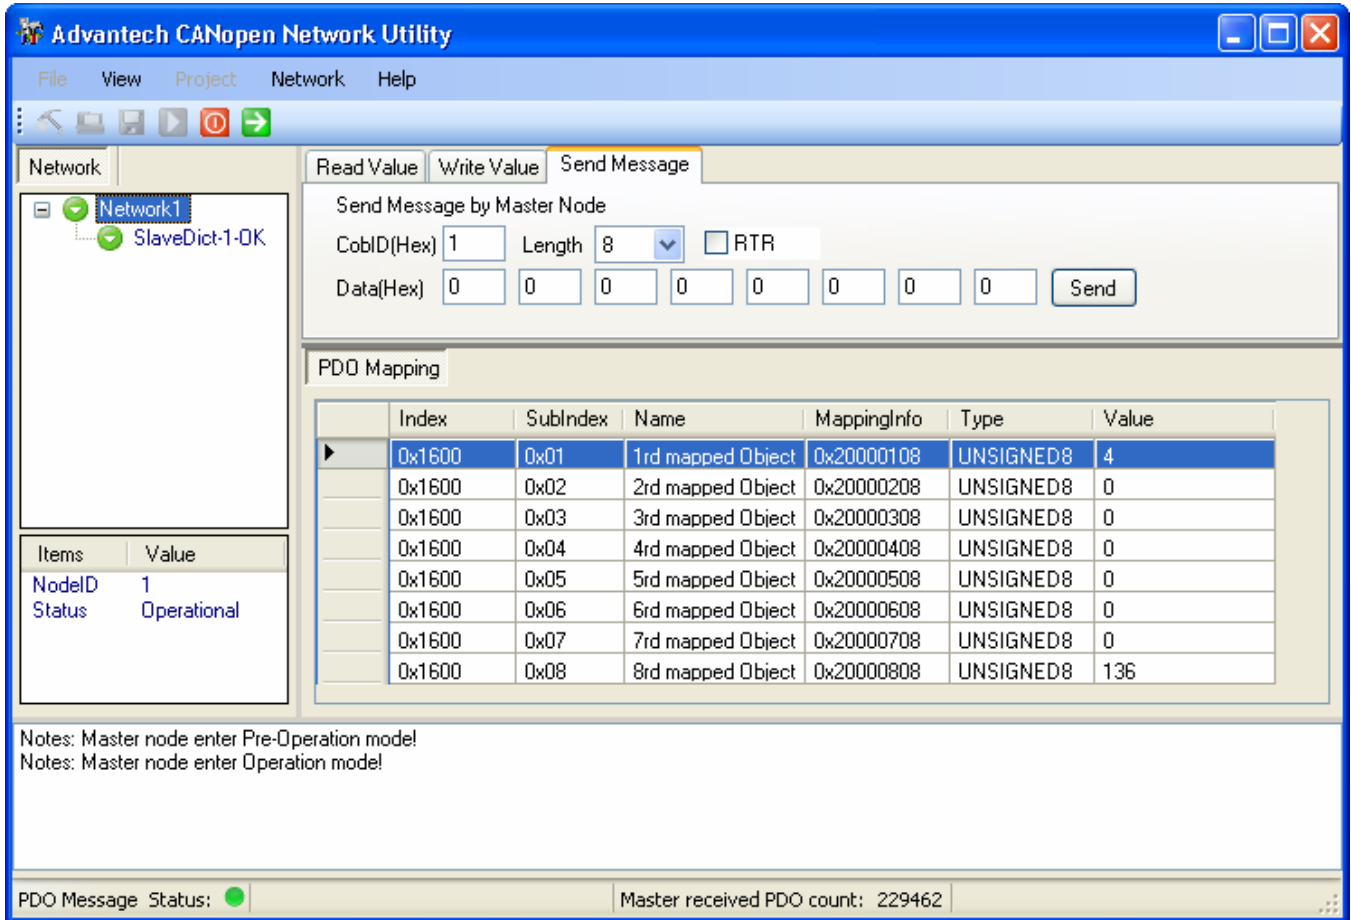 Advantech CANopen Network Utility
File View Project Network Help
Network
Network1
SlaveDict-1-OK
Items Value
NodeID 1
Status Operational
Read Value Write Value Send Message
Send Message by Master Node
CobID(Hex) 1 Length 8 RTR
Data(Hex) 0 0 0 0 0 0 0 0 Send
PDO Mapping
Index SubIndex Name MappingInfo Type Value
0x1600 0x01 1rd mapped Object 0x20000108 UNSIGNED8 4
0x1600 0x02 2rd mapped Object 0x20000208 UNSIGNED8 0
0x1600 0x03 3rd mapped Object 0x20000308 UNSIGNED8 0
0x1600 0x04 4rd mapped Object 0x20000408 UNSIGNED8 0
0x1600 0x05 5rd mapped Object 0x20000508 UNSIGNED8 0
0x1600 0x06 6rd mapped Object 0x20000608 UNSIGNED8 0
0x1600 0x07 7rd mapped Object 0x20000708 UNSIGNED8 0
0x1600 0x08 8rd mapped Object 0x20000808 UNSIGNED8 136
Notes: Master node enter Pre-Operation mode!
Notes: Master node enter Operation mode!
PDO Message Status: Master received PDO count: 229462